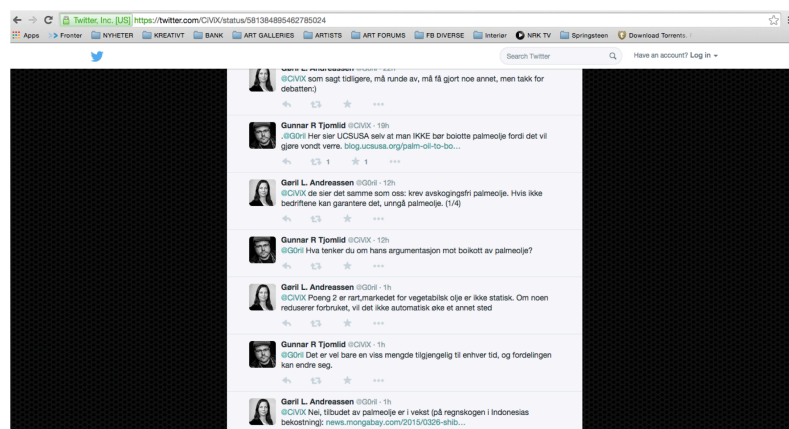 Twitter, Inc. [US] https://twitter.com/CiViX/status/581384895462785024
Apps Fronter NYHETER KREATIVT BANK ART GALLERIES ARTISTS ART FORUMS FB DIVERSE Interiør NRK TV Springsteen Download Torrents,
Search Twitter Have an account? Log in
Gøril L. Andreassen @G0ril · 22h
@CiViX som sagt tidligere, må runde av, må få gjort noe annet, men takk for
debatten:)
Gunnar R Tjomlid @CiViX · 19h
.@G0ril Her sier UCSUSA selv at man IKKE bør boiotte palmeolje fordi det vil
gjøre vondt verre. blog.ucsusa.org/palm-oil-to-bo...
1 1
Gøril L. Andreassen @G0ril · 12h
@CiViX de sier det samme som oss: krev avskogingsfri palmeolje. Hvis ikke
bedriftene kan garantere det, unngå palmeolje. (1/4)
Gunnar R Tjomlid @CiViX · 12h
@G0ril Hva tenker du om hans argumentasjon mot boikott av palmeolje?
Gøril L. Andreassen @G0ril · 1h
@CiViX Poeng 2 er rart,markedet for vegetabilsk olje er ikke statisk. Om noen
reduserer forbruket, vil det ikke automatisk øke et annet sted
Gunnar R Tjomlid @CiViX · 1h
@G0ril Det er vel bare en viss mengde tilgjengelig til enhver tid, og fordelingen
kan endre seg.
Gøril L. Andreassen @G0ril · 1h
@CiViX Nei, tilbudet av palmeolje er i vekst (på regnskogen i Indonesias
bekostning): news.mongabay.com/2015/0326-shib...